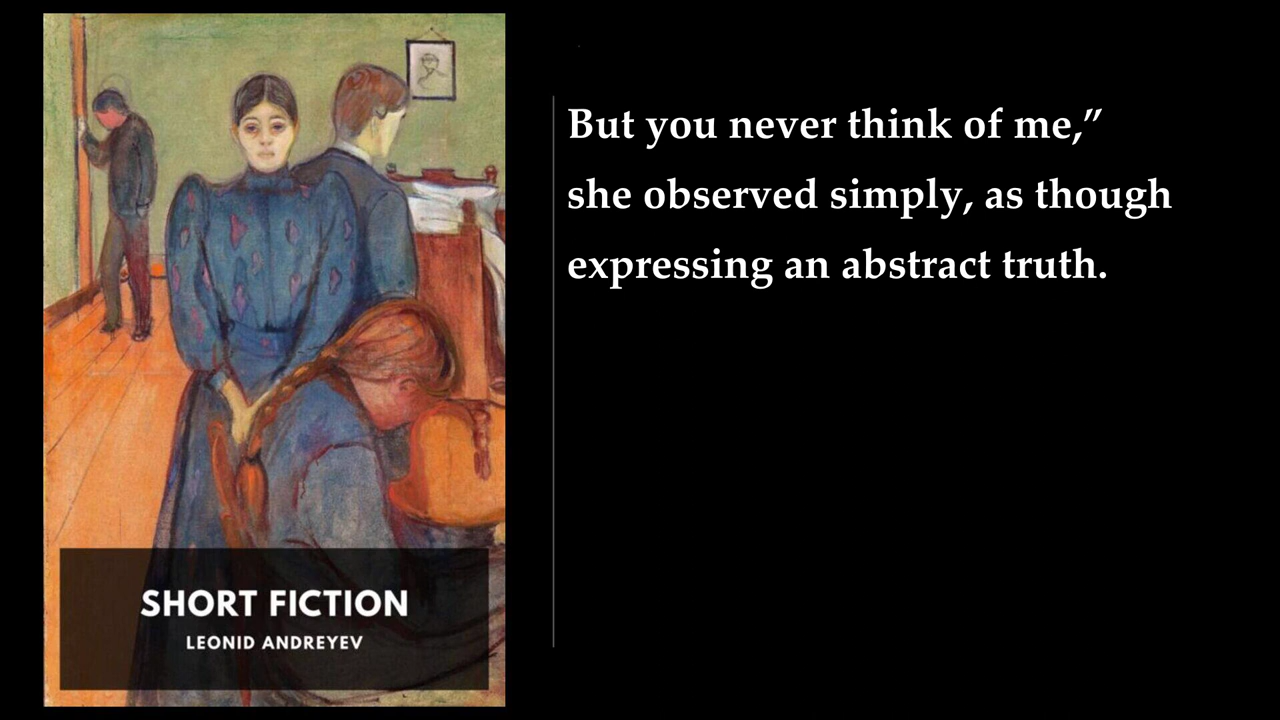 But you never think of me,”
she observed simply, as though
expressing an abstract truth.
SHORT FICTION
LEONID ANDREYEV